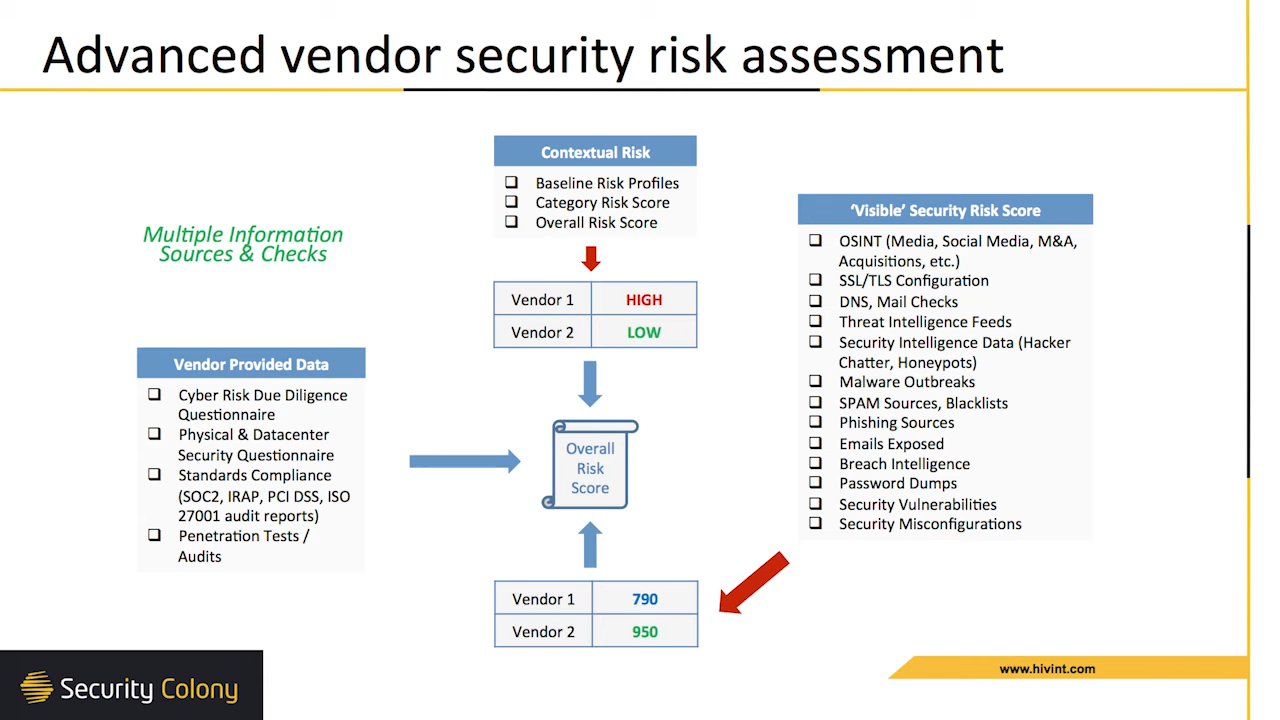 Advanced vendor security risk assessment
Multiple Information
Sources & Checks
Contextual Risk
❑ Baseline Risk Profiles
❑ Category Risk Score
❑ Overall Risk Score
Vendor 1 HIGH
Vendor 2 LOW
Vendor Provided Data
❑ Cyber Risk Due Diligence
Questionnaire
❑ Physical & Datacenter
Security Questionnaire
❑ Standards Compliance
(SOC2, IRAP, PCI DSS, ISO
27001 audit reports)
❑ Penetration Tests /
Audits
Overall
Risk
Score
Vendor 1 790
Vendor 2 950
‘Visible’ Security Risk Score
❑ OSINT (Media, Social Media, M&A,
Acquisitions, etc.)
❑ SSL/TLS Configuration
❑ DNS, Mail Checks
❑ Threat Intelligence Feeds
❑ Security Intelligence Data (Hacker
Chatter, Honeypots)
❑ Malware Outbreaks
❑ SPAM Sources, Blacklists
❑ Phishing Sources
❑ Emails Exposed
❑ Breach Intelligence
❑ Password Dumps
❑ Security Vulnerabilities
❑ Security Misconfigurations
Security Colony
www.hivint.com